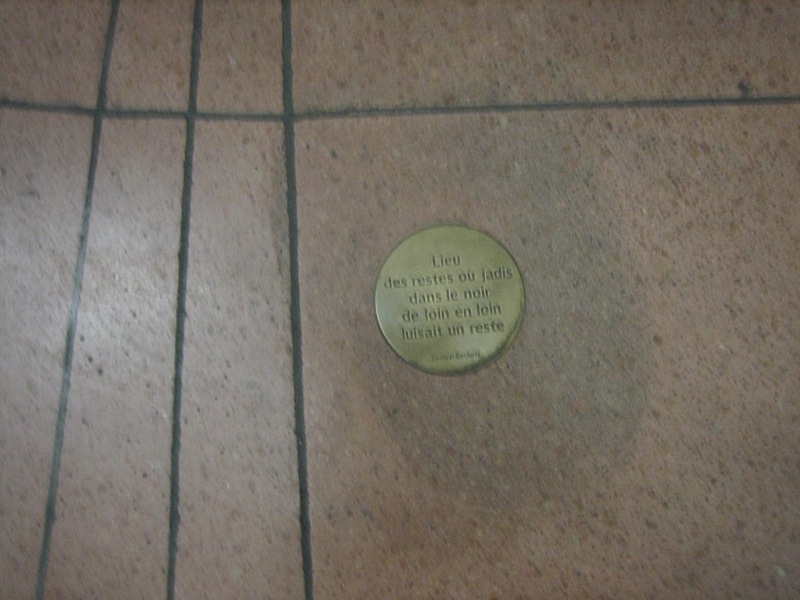 Lieu
des restes où jadis
dans le noir
de loin en loin
luisait un reste
Samuel Beckett